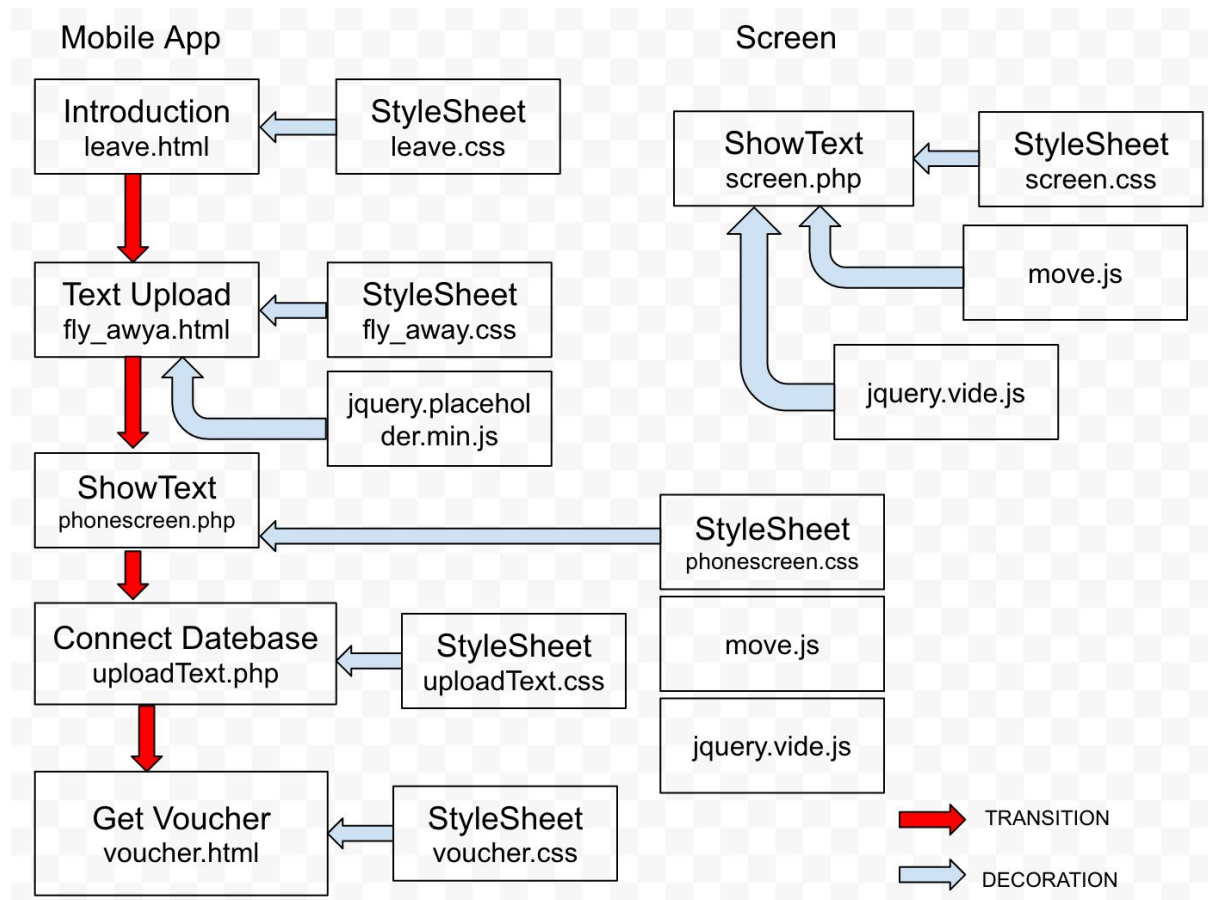 Mobile App
Introduction
leave.html
StyleSheet
leave.css
Text Upload
fly_awya.html
StyleSheet
fly_away.css
jquery.placehol
der.min.js
ShowText
phonescreen.php
StyleSheet
phonescreen.css
move.js
jquery.vide.js
Connect Datebase
uploadText.php
StyleSheet
uploadText.css
Get Voucher
voucher.html
StyleSheet
voucher.css
Screen
ShowText
screen.php
StyleSheet
screen.css
move.js
jquery.vide.js
TRANSITION
DECORATION